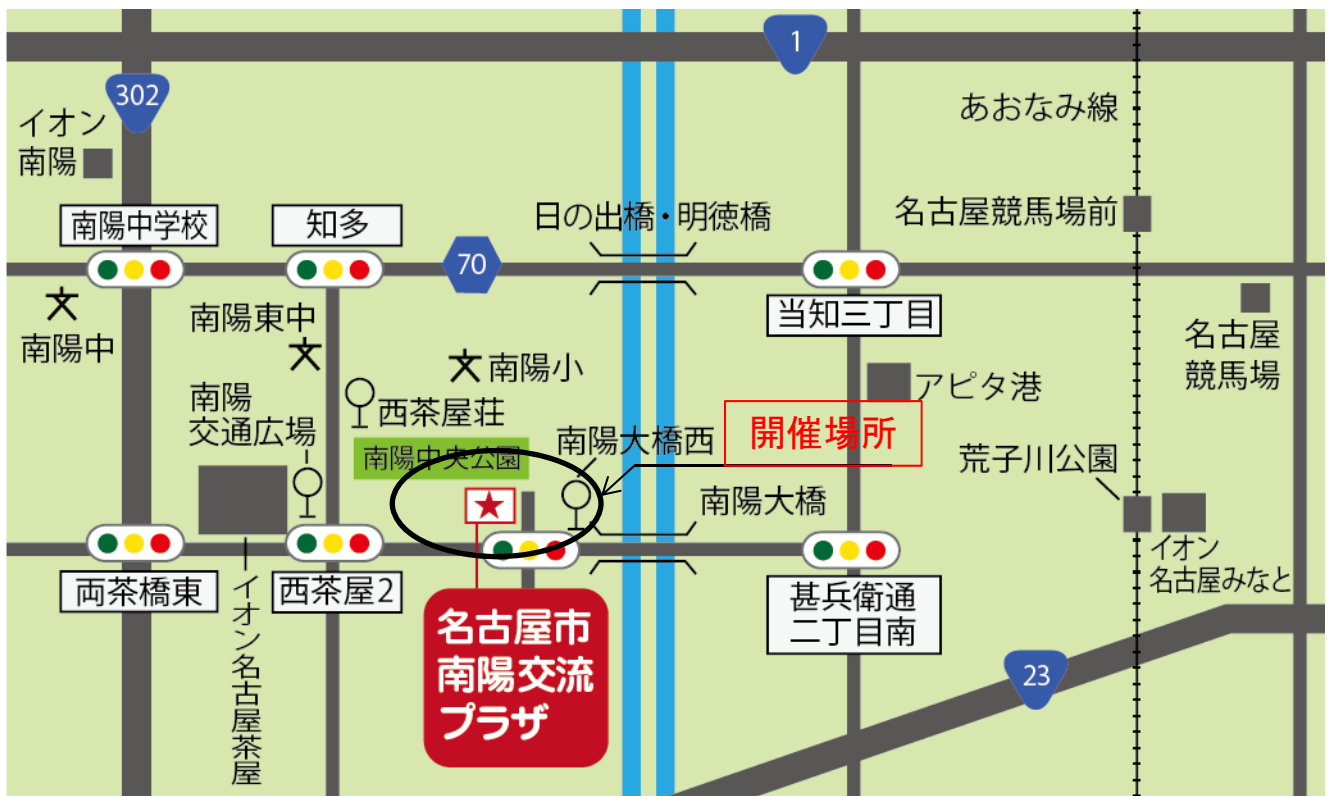 1
302
イオン
南陽
あおなみ線
名古屋競馬場前
南陽中学校
知多
日の出橋・明徳橋
70
南陽中
南陽東中
当知三丁目
名古屋
競馬場
南陽小
アピタ港
南陽
交通広場
西茶屋荘
南陽中央公園
南陽大橋西
開催場所
荒子川公園
★
南陽大橋
両茶橋東
西茶屋2
イオン名古屋茶屋
名古屋市
南陽交流
プラザ
甚兵衛通
二丁目南
イオン
名古屋みなと
23